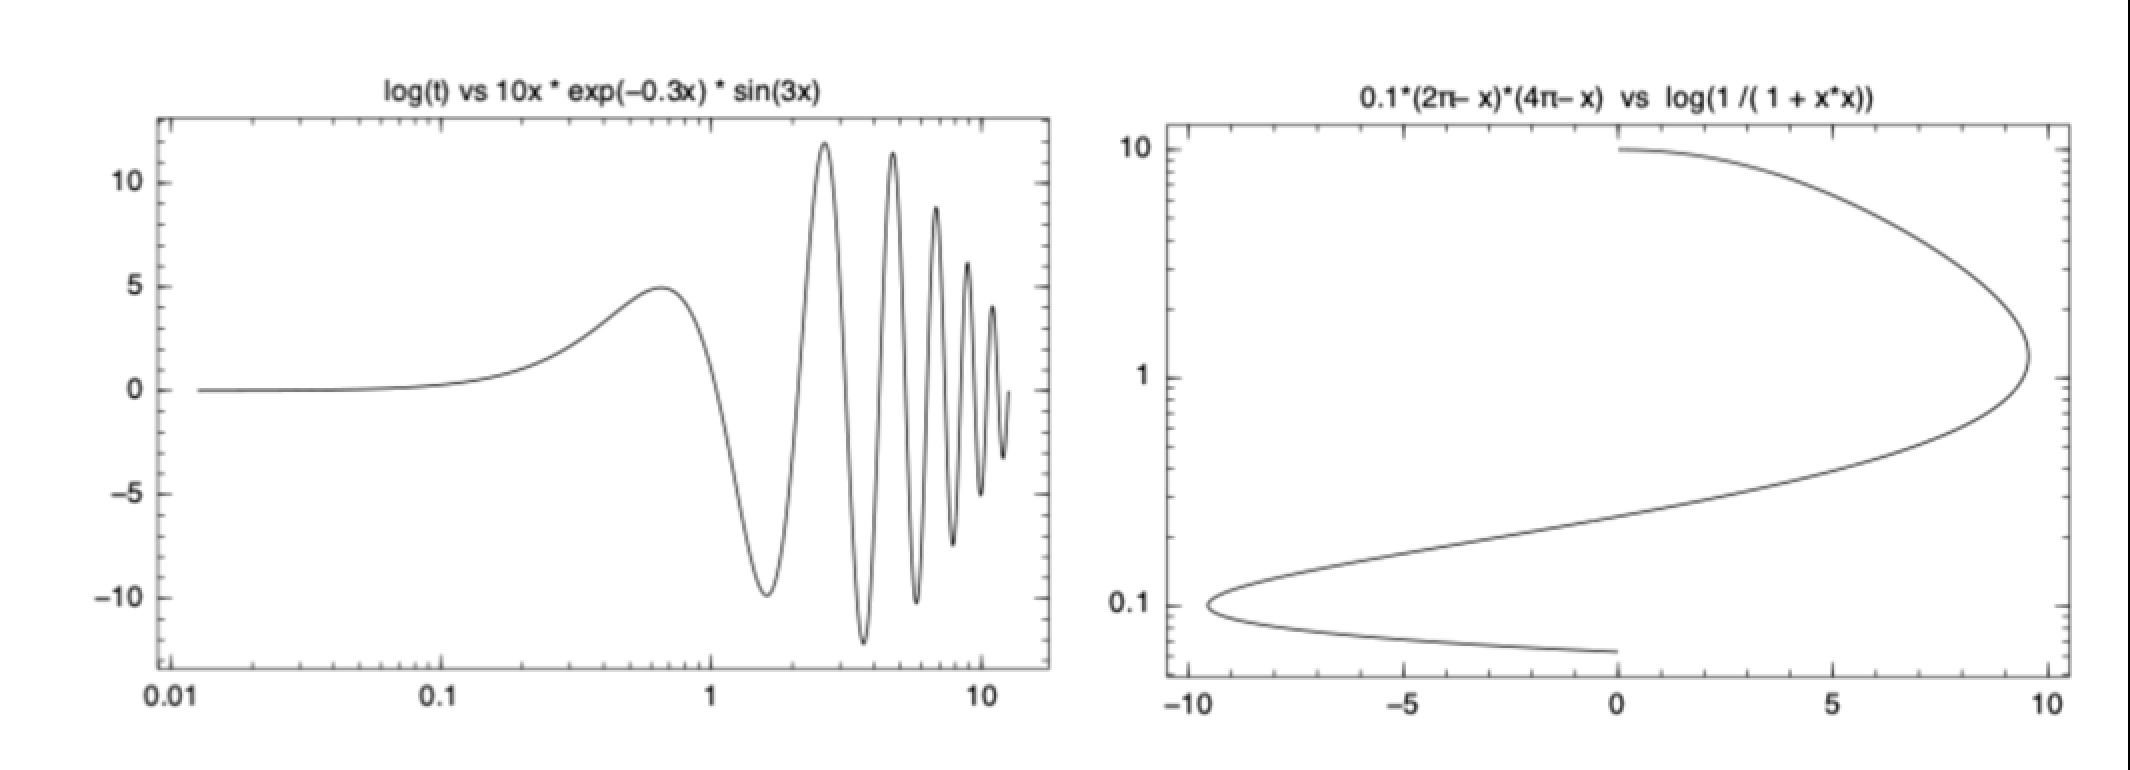 log(t) vs 10x * exp(–0.3x) * sin(3x)
10
5
0
–5
–10
0.01 0.1 1 10
0.1*(2π– x)*(4π– x) vs log(1 /( 1 + x*x))
10
1
0.1
–10 –5 0 5 10